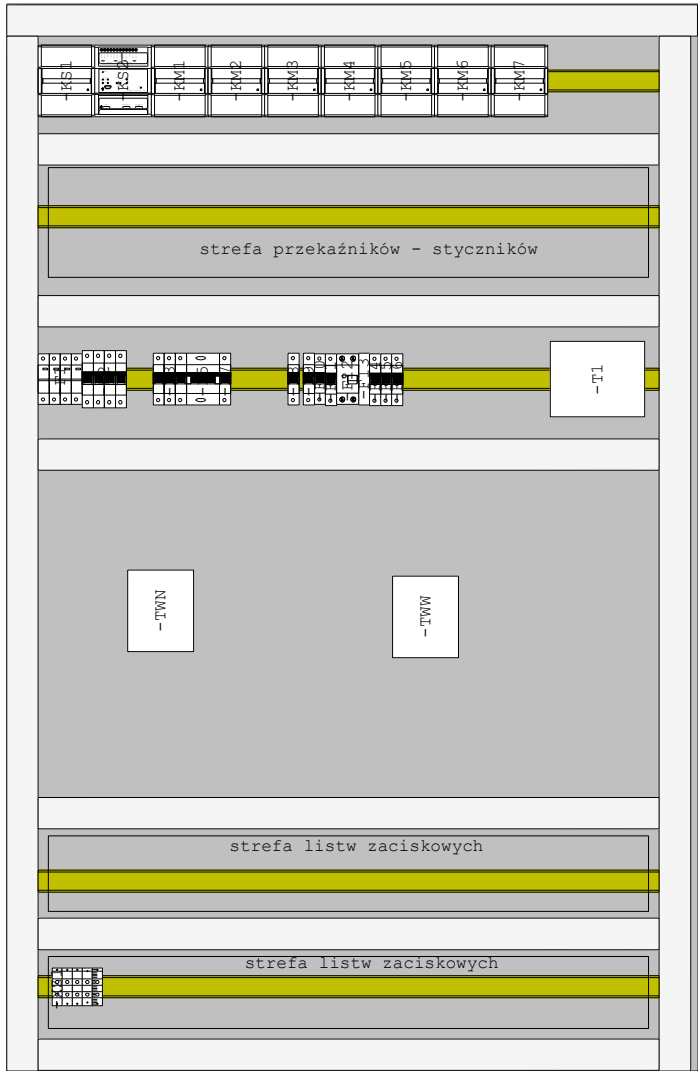 -KS1
-KS2
-KM1
-KM2
-KM3
-KM4
-KM5
-KM6
-KM7
strefa przekaźników - styczników
-T1
-TWN
-TWW
strefa listw zaciskowych
strefa listw zaciskowych